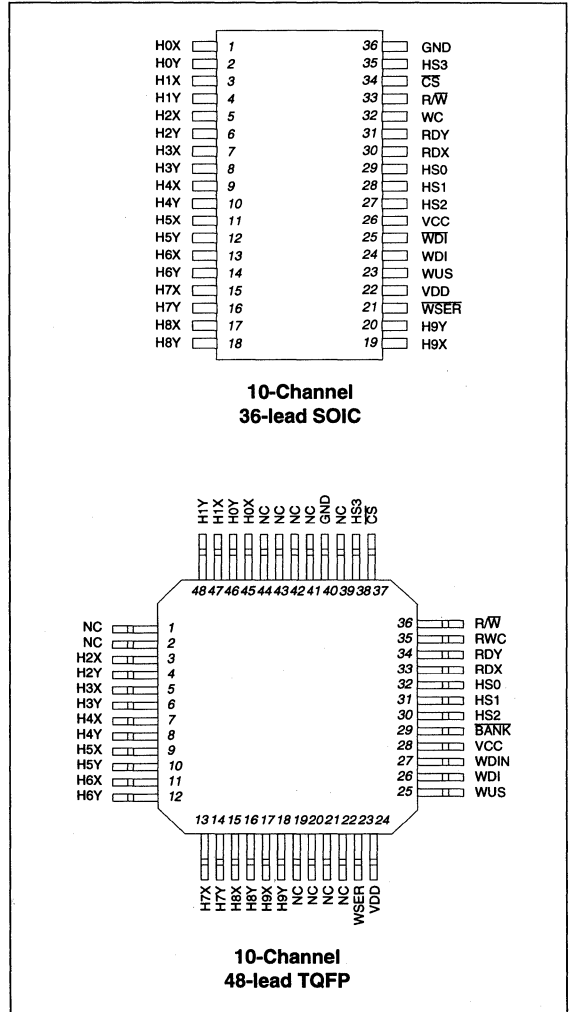 H0X 1 36 GND
H0Y 2 35 HS3
H1X 3 34 C̅S̅
H1Y 4 33 R/W̅
H2X 5 32 WC
H2Y 6 31 RDY
H3X 7 30 RDX
H3Y 8 29 HS0
H4X 9 28 HS1
H4Y 10 27 HS2
H5X 11 26 VCC
H5Y 12 25 W̅D̅I̅
H6X 13 24 WDI
H6Y 14 23 WUS
H7X 15 22 VDD
H7Y 16 21 W̅S̅E̅R̅
H8X 17 20 H9Y
H8Y 18 19 H9X
10-Channel
36-lead SOIC
H1Y H1X H0Y H0X NC NC NC NC GND NC HS3 C̅S̅
48 47 46 45 44 43 42 41 40 39 38 37
NC 1 36 R/W̅
NC 2 35 RWC
H2X 3 34 RDY
H2Y 4 33 RDX
H3X 5 32 HS0
H3Y 6 31 HS1
H4X 7 30 HS2
H4Y 8 29 B̅A̅N̅K̅
H5X 9 28 VCC
H5Y 10 27 WDIN
H6X 11 26 WDI
H6Y 12 25 WUS
13 14 15 16 17 18 19 20 21 22 23 24
H7X H7Y H8X H8Y H9X H9Y NC NC NC NC WSER VDD
10-Channel
48-lead TQFP